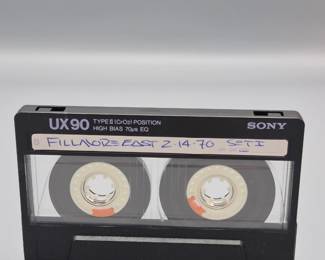 UX90 TYPE II (CrO2) POSITION
HIGH BIAS 70µs EQ
SONY
FILLMORE EAST 2-14-70 SET I